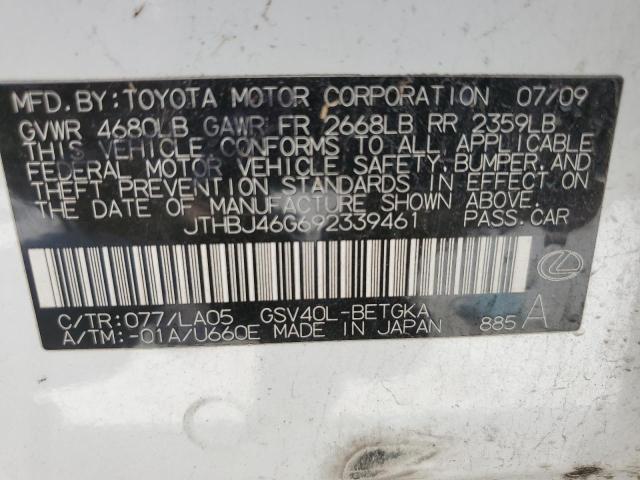 MFD.BY:TOYOTA MOTOR CORPORATION 07/09
GVWR 4680LB GAWR FR 2668LB RR 2359LB
THIS VEHICLE CONFORMS TO ALL APPLICABLE
FEDERAL MOTOR VEHICLE SAFETY,BUMPER,AND
THEFT PREVENTION STANDARDS IN EFFECT ON
THE DATE OF MANUFACTURE SHOWN ABOVE.
JTHBJ46G692339461 PASS.CAR
C/TR:077/LA05 GSV40L-BETGKA
A/TM:-01A/U660E MADE IN JAPAN 885 A